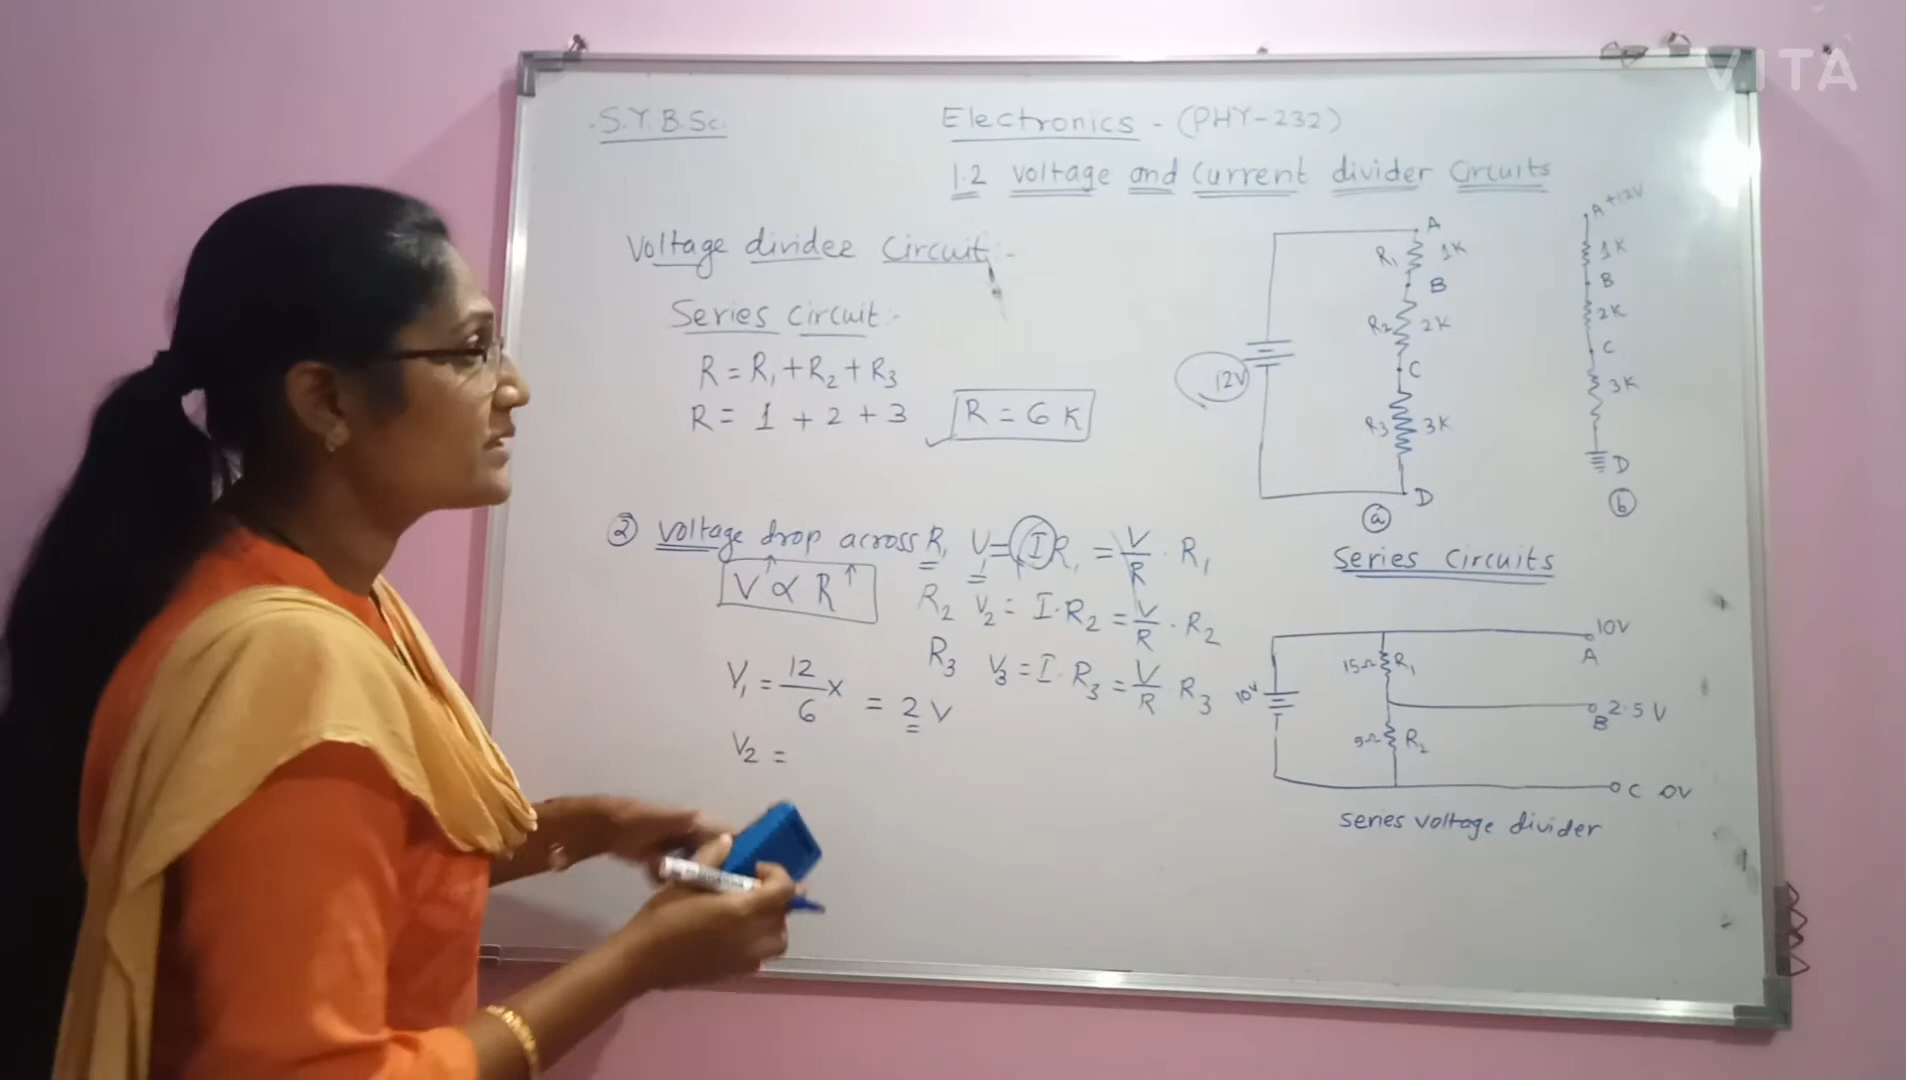 VITA
S.Y.B.Sc.
Electronics - (PHY-232)
1.2 voltage and current divider circuits
Voltage divider circuit :-
Series circuit :-
R = R₁ + R₂ + R₃
R = 1 + 2 + 3
R = 6 K
② voltage drop across R₁ V₁ = I R₁ = V/R · R₁
V ∝ R
R₂ V₂ = I · R₂ = V/R · R₂
R₃ V₃ = I · R₃ = V/R · R₃
V₁ = 12/6 x = 2 V
V₂ =
A
R₁ 1K
B
R₂ 2K
12V
C
R₃ 3K
D
ⓐ
A +12V
1K
B
2K
C
3K
D
ⓑ
Series Circuits
10V
A
15Ω R₁
10V
B 2.5 V
R₂
C 0V
series voltage divider